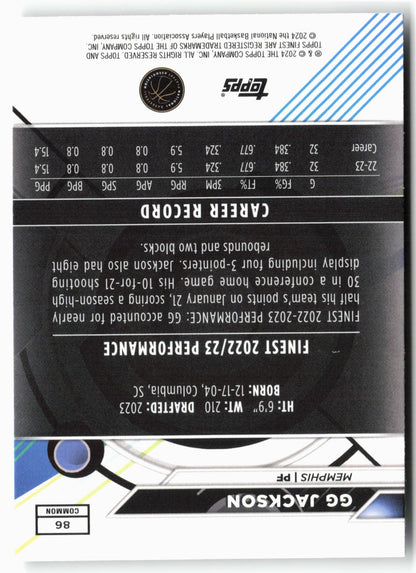 86
COMMON
GG JACKSON
MEMPHIS | PF
HT: 6'9" WT: 210 DRAFTED: 2023
BORN: 12-17-04, Columbia, SC
FINEST 2022/23 PERFORMANCE
FINEST 2022-2023 PERFORMANCE: GG: accounted for nearly
half his team's points on January 21, scoring a season-high-
30 in a conference home game. His 10-for-21 shooting
display including four 3-pointers. Jackson also had eight
rebounds and two blocks.
CAREER RECORD
G FG% FT% 3PM RPG APG SPG BPG PPG
22-23 32 .384 .677 .324 5.9 0.8 0.8 0.8 15.4
Career 32 .384 .677 .324 5.9 0.8 0.8 0.8 15.4
topps
® & © 2024 THE TOPPS COMPANY, INC. ALL RIGHTS RESERVED. TOPPS AND
TOPPS FINEST ARE REGISTERED TRADEMARKS OF THE TOPPS COMPANY, INC.
© 2024 the National Basketball Players Association. All rights reserved.